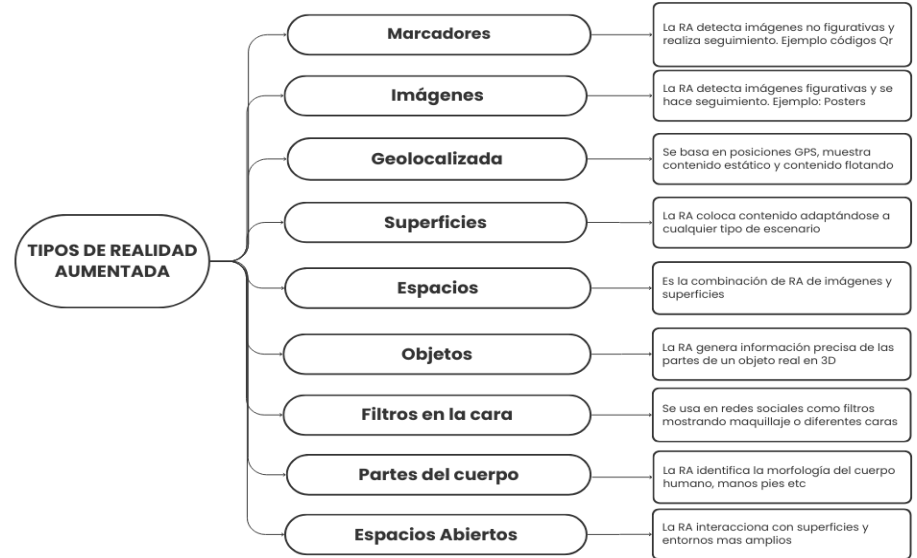 TIPOS DE REALIDAD
AUMENTADA
Marcadores
La RA detecta imágenes no figurativas y
realiza seguimiento. Ejemplo códigos Qr
Imágenes
La RA detecta imágenes figurativas y se
hace seguimiento. Ejemplo: Posters
Geolocalizada
Se basa en posiciones GPS, muestra
contenido estático y contenido flotando
Superficies
La RA coloca contenido adaptándose a
cualquier tipo de escenario
Espacios
Es la combinación de RA de imágenes y
superficies
Objetos
La RA genera información precisa de las
partes de un objeto real en 3D
Filtros en la cara
Se usa en redes sociales como filtros
mostrando maquillaje o diferentes caras
Partes del cuerpo
La RA identifica la morfología del cuerpo
humano, manos pies etc
Espacios Abiertos
La RA interacciona con superficies y
entornos mas amplios